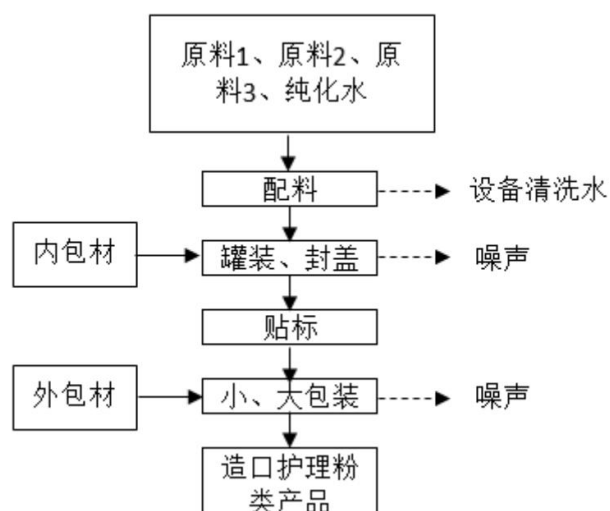 原料1、原料2、原
料3、纯化水
配料
设备清洗水
内包材
罐装、封盖
噪声
贴标
外包材
小、大包装
噪声
造口护理粉
类产品